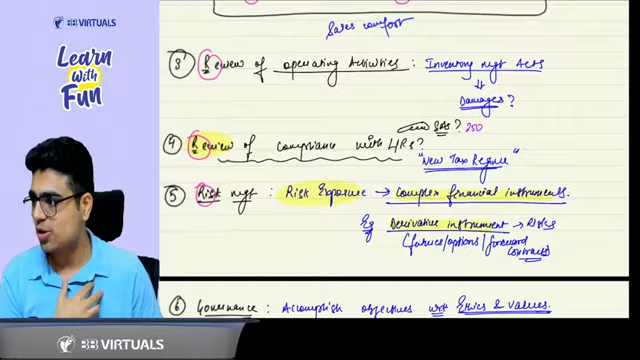 BB VIRTUALS
Learn
With
Fun
Sales comfort
3' Review of operating Activities : Inventory mgt Acts
Damages ?
SAs ? 250
4 Review of compliance with L&Rs ?
"New Tax Regime"
5 Risk mgt : Risk Exposure → Complex financial instruments.
Eg Derivative instrument → Risks
(futures/options/forward
contracts)
6 Governance : Accomplish objectives with Ethics & Values.
BB VIRTUALS